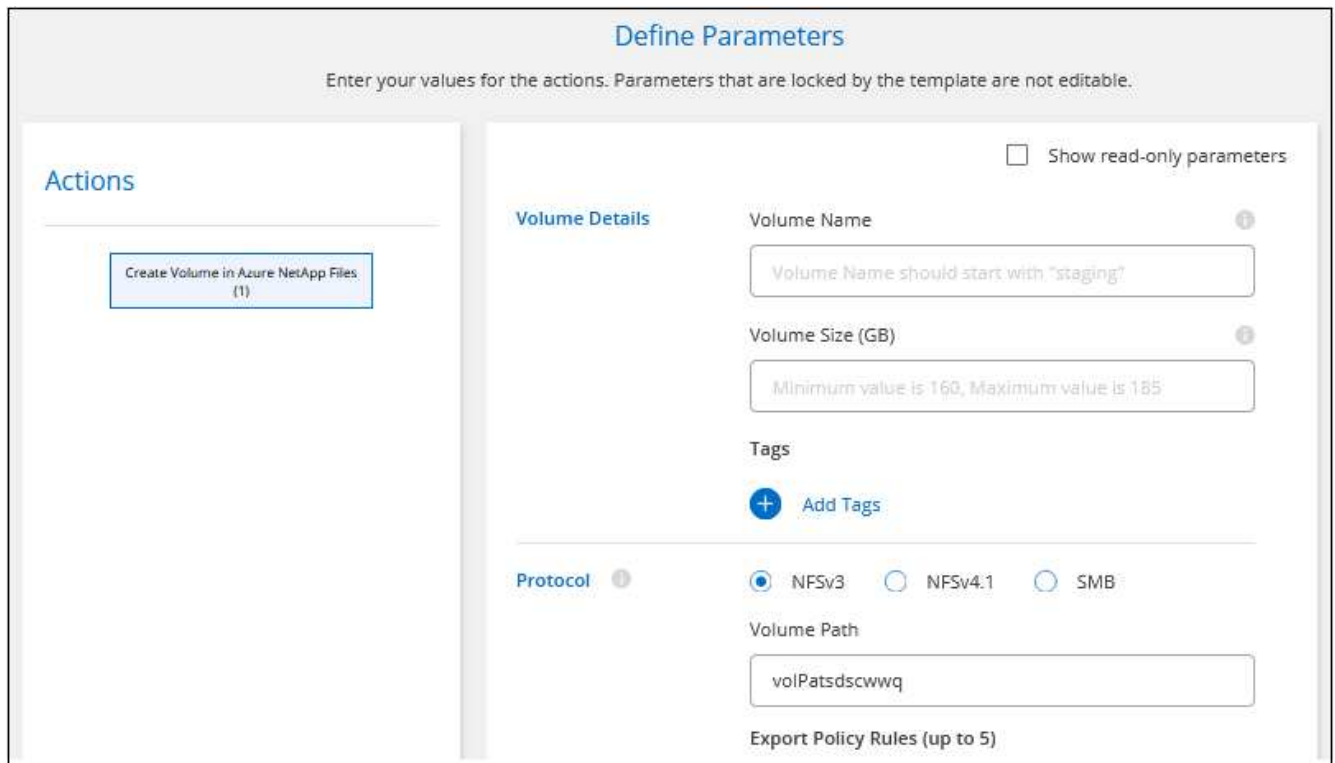 Define Parameters
Enter your values for the actions. Parameters that are locked by the template are not editable.
Actions
Create Volume in Azure NetApp Files
(1)
Show read-only parameters
Volume Details
Volume Name
Volume Name should start with "staging?"
Volume Size (GB)
Minimum value is 160, Maximum value is 185
Tags
+ Add Tags
Protocol
NFSv3 NFSv4.1 SMB
Volume Path
volPatsdscwwq
Export Policy Rules (up to 5)